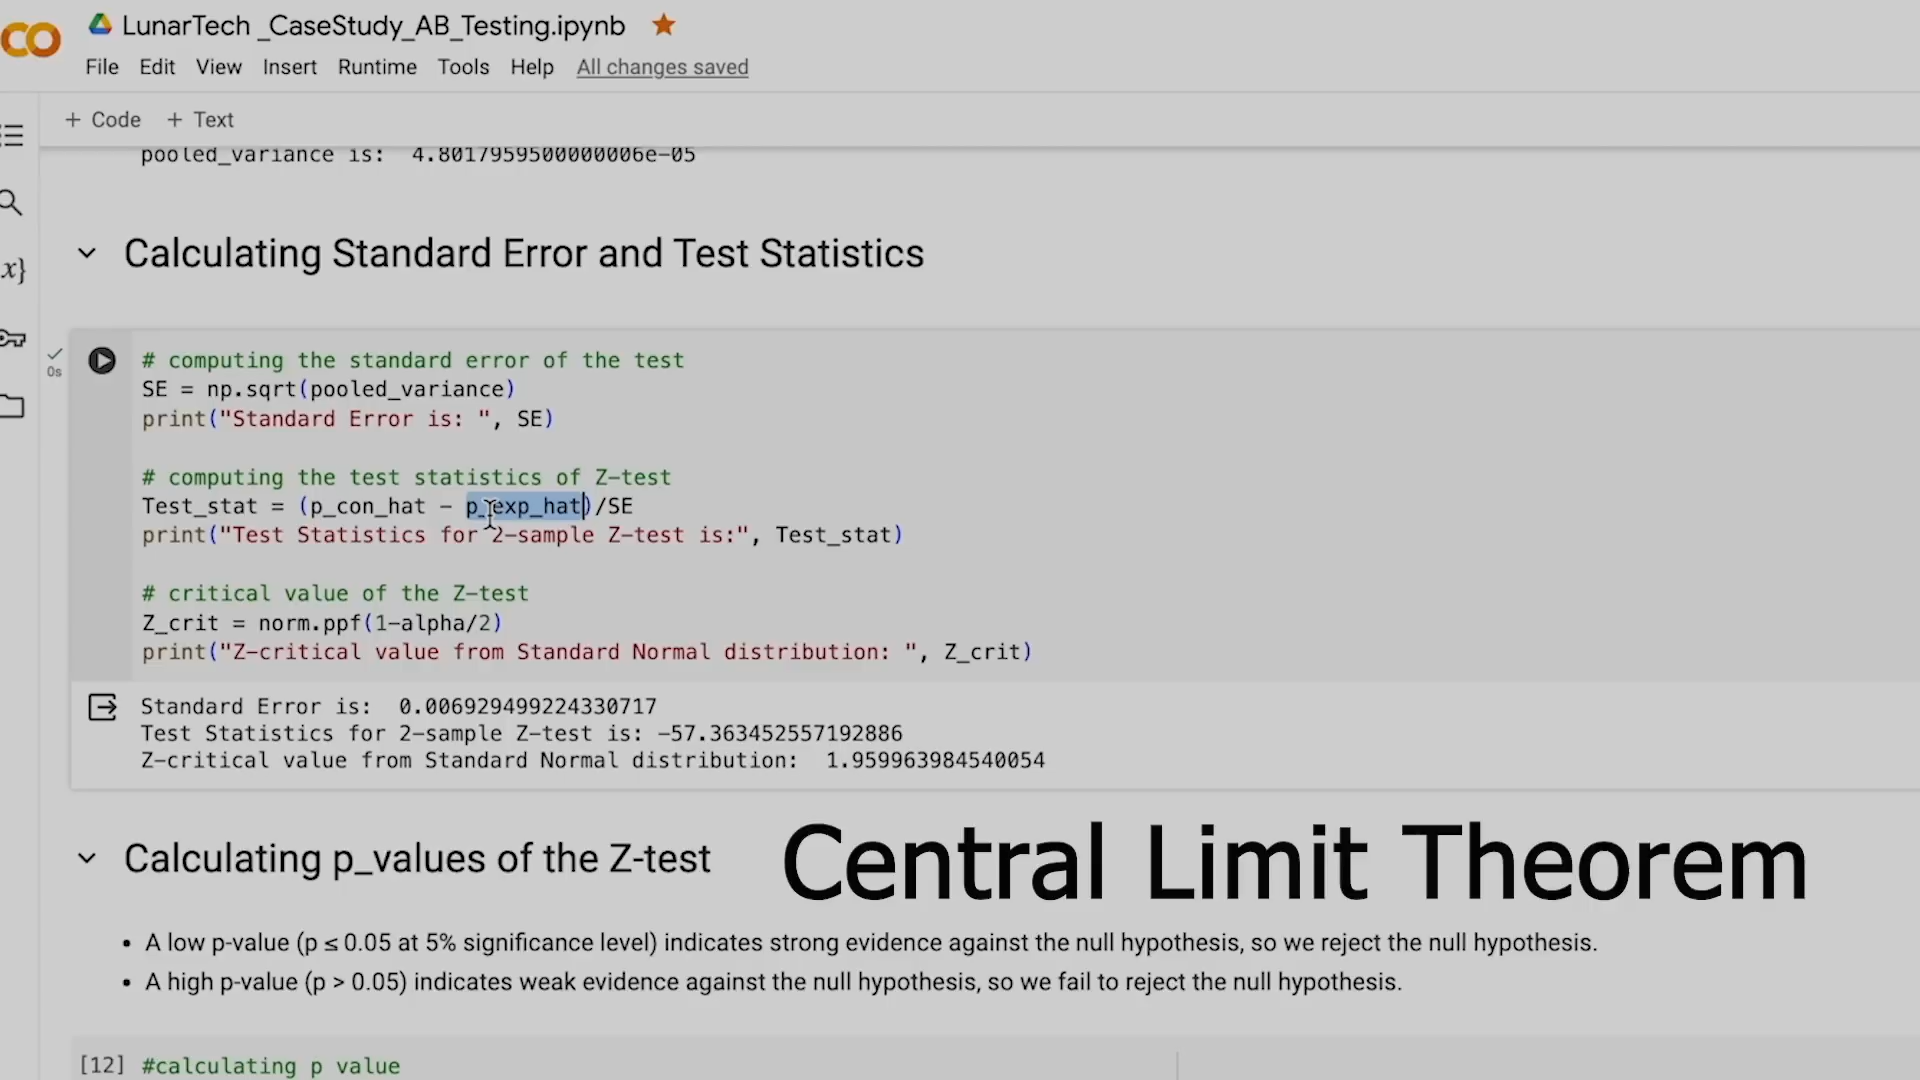 LunarTech _CaseStudy_AB_Testing.ipynb
File Edit View Insert Runtime Tools Help All changes saved
+ Code + Text
pooled_variance is:  4.8017959500000006e-05
Calculating Standard Error and Test Statistics
{x}
0s
# computing the standard error of the test
SE = np.sqrt(pooled_variance)
print("Standard Error is: ", SE)
# computing the test statistics of Z-test
Test_stat = (p_con_hat - p_exp_hat)/SE
print("Test Statistics for 2-sample Z-test is:", Test_stat)
# critical value of the Z-test
Z_crit = norm.ppf(1-alpha/2)
print("Z-critical value from Standard Normal distribution: ", Z_crit)
Standard Error is:  0.006929499224330717
Test Statistics for 2-sample Z-test is: -57.363452557192886
Z-critical value from Standard Normal distribution:  1.959963984540054
Calculating p_values of the Z-test
Central Limit Theorem
• A low p-value (p ≤ 0.05 at 5% significance level) indicates strong evidence against the null hypothesis, so we reject the null hypothesis.
• A high p-value (p > 0.05) indicates weak evidence against the null hypothesis, so we fail to reject the null hypothesis.
[12] #calculating p value